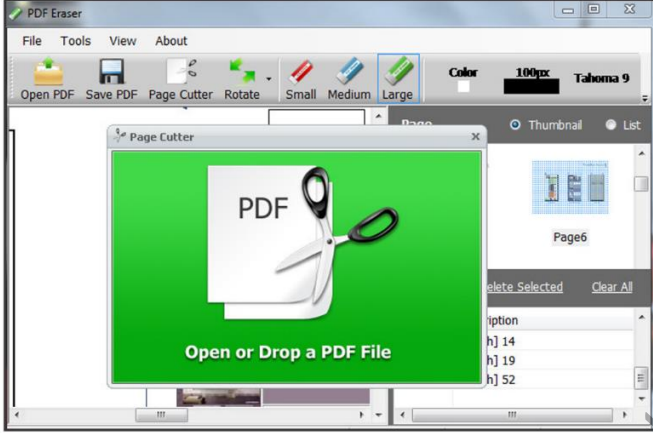 PDF Eraser
File Tools View About
Open PDF Save PDF Page Cutter Rotate Small Medium Large Color 100px Tahoma 9
Page Thumbnail List
Page Cutter
PDF
Open or Drop a PDF File
Page6
elete Selected Clear All
iption
h] 14
h] 19
h] 52